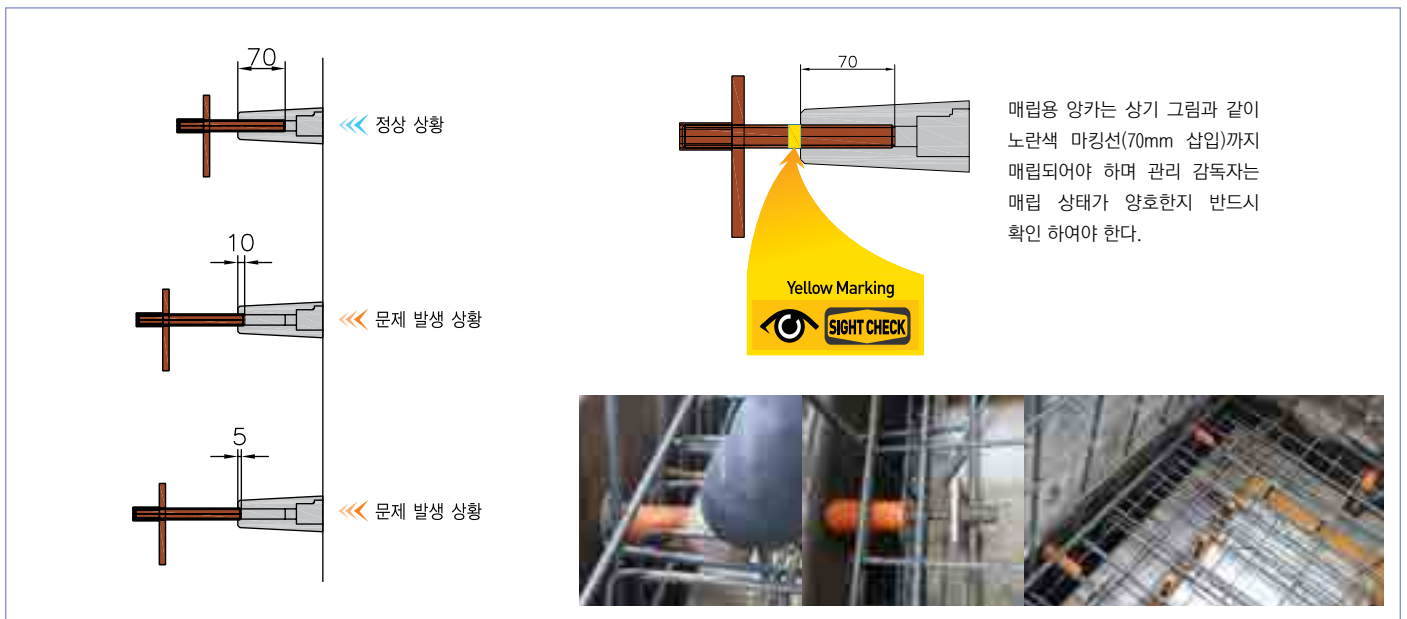 70
정상 상황
10
문제 발생 상황
5
문제 발생 상황
70
매립용 앙카는 상기 그림과 같이
노란색 마킹선(70mm 삽입)까지
매립되어야 하며 관리 감독자는
매립 상태가 양호한지 반드시
확인 하여야 한다.
Yellow Marking
SIGHT CHECK